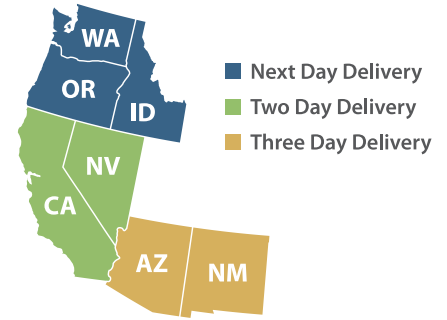 WA
OR
ID
NV
CA
AZ
NM
Next Day Delivery
Two Day Delivery
Three Day Delivery